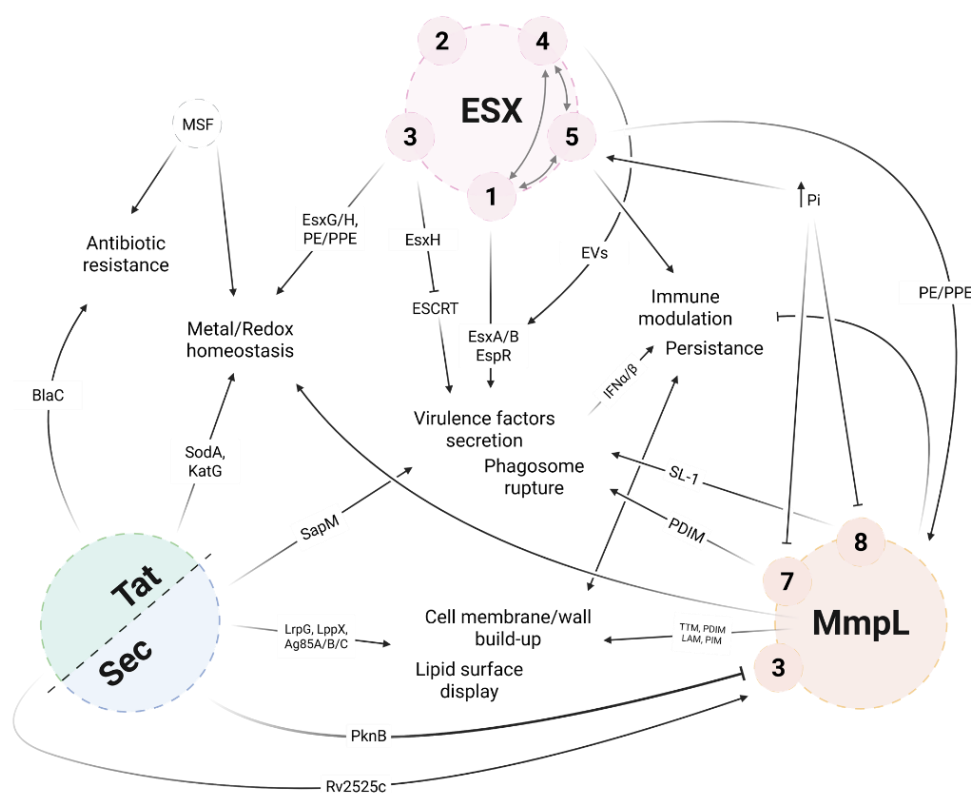 2
4
ESX
3
5
1
MSF
Pi
EsxG/H,
PE/PPE
EsxH
EVs
Antibiotic
resistance
PE/PPE
Immune
modulation
Persistance
ESCRT
Metal/Redox
homeostasis
EsxA/B
EspR
IFNα/β
BlaC
Virulence factors
secretion
Phagosome
rupture
SodA,
KatG
SL-1
SapM
PDIM
8
7
MmpL
3
Tat
Sec
Cell membrane/wall
build-up
Lipid surface
display
LrpG, LppX,
Ag85A/B/C
TTM, PDIM
LAM, PIM
PknB
Rv2525c